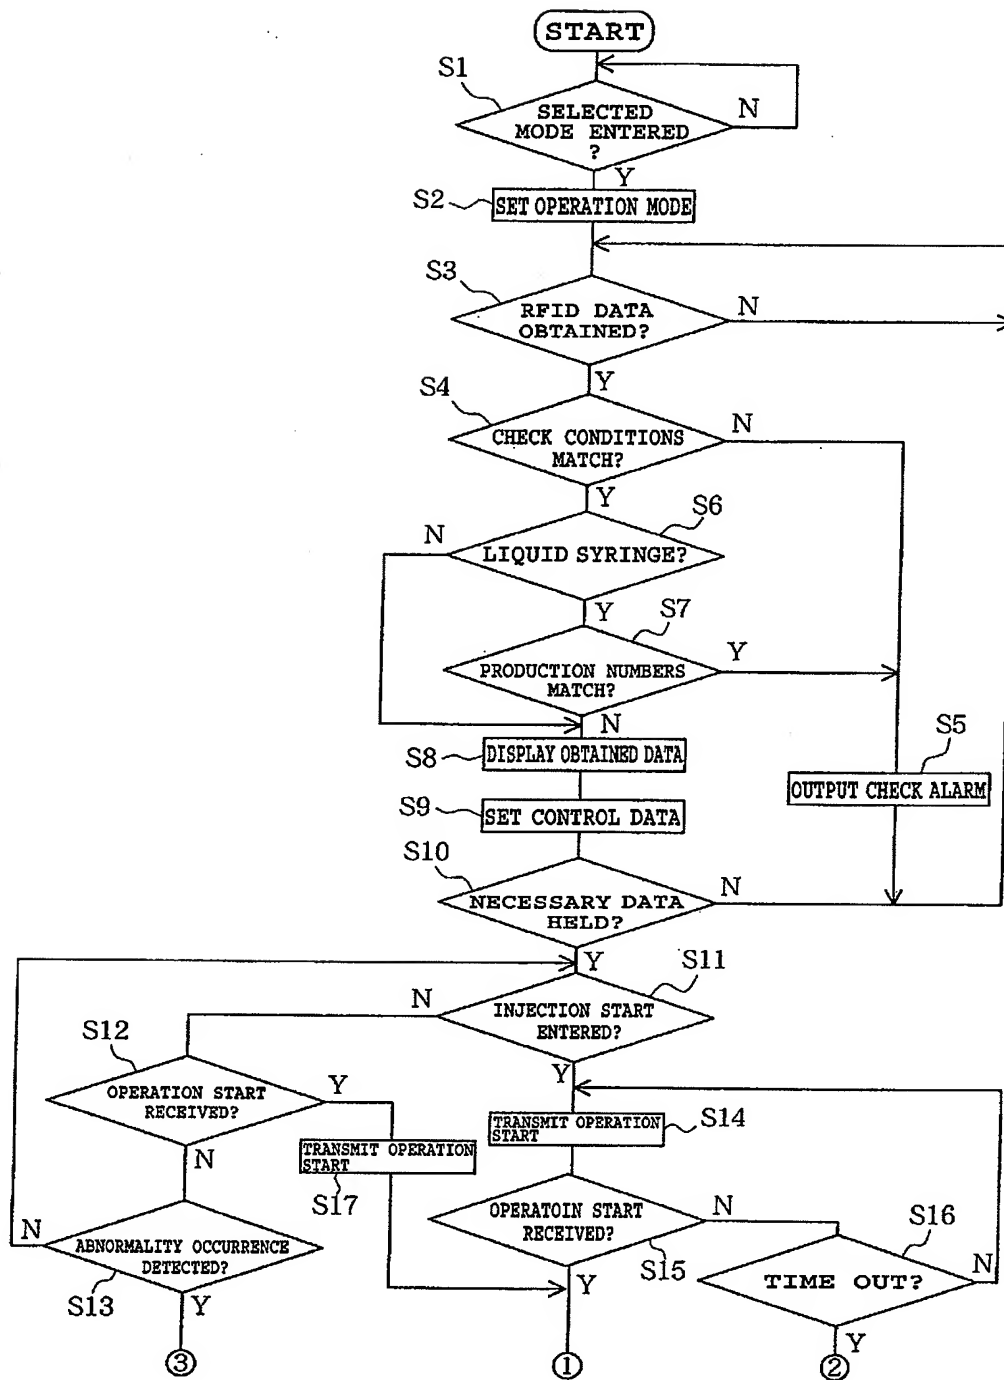 START
S1
SELECTED
MODE ENTERED
?
N
Y
S2
SET OPERATION MODE
S3
RFID DATA
OBTAINED?
N
Y
S4
CHECK CONDITIONS
MATCH?
N
Y
S6
N
LIQUID SYRINGE?
Y
S7
PRODUCTION NUMBERS
MATCH?
Y
N
S8
DISPLAY OBTAINED DATA
S5
OUTPUT CHECK ALARM
S9
SET CONTROL DATA
S10
NECESSARY DATA
HELD?
N
Y
S11
N
INJECTION START
ENTERED?
Y
S12
OPERATION START
RECEIVED?
Y
N
S14
TRANSMIT OPERATION
START
TRANSMIT OPERATION
START
S17
OPERATOIN START
RECEIVED?
N
S15
Y
S16
TIME OUT?
N
Y
N
ABNORMALITY OCCURRENCE
DETECTED?
S13
Y
③
①
②